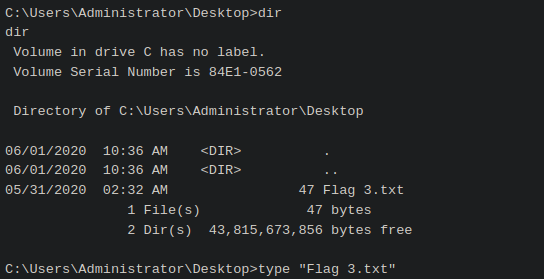 C:\Users\Administrator\Desktop>dir
dir
 Volume in drive C has no label.
 Volume Serial Number is 84E1-0562

 Directory of C:\Users\Administrator\Desktop

06/01/2020  10:36 AM    <DIR>          .
06/01/2020  10:36 AM    <DIR>          ..
05/31/2020  02:32 AM                47 Flag 3.txt
               1 File(s)             47 bytes
               2 Dir(s)  43,815,673,856 bytes free

C:\Users\Administrator\Desktop>type "Flag 3.txt"